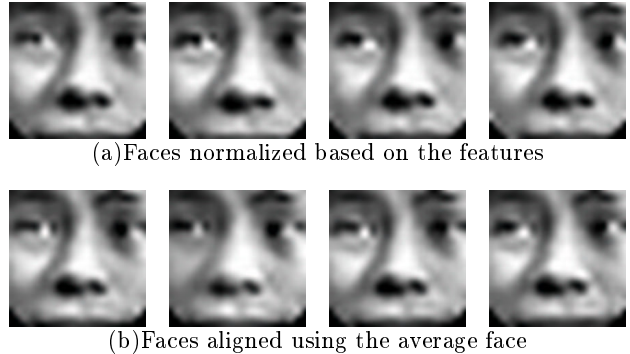 (a)Faces normalized based on the features
(b)Faces aligned using the average face